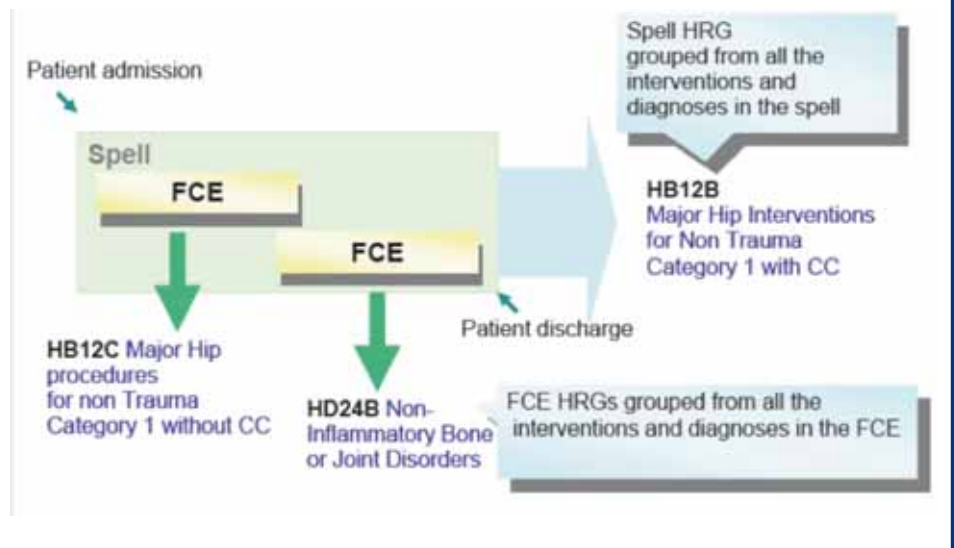 Spell HRG
grouped from all the
interventions and
diagnoses in the spell
Patient admission
Spell
FCE
FCE
HB12B
Major Hip Interventions
for Non Trauma
Category 1 with CC
Patient discharge
HB12C Major Hip
procedures
for non Trauma
Category 1 without CC
HD24B Non-
Inflammatory Bone
or Joint Disorders
FCE HRGs grouped from all the
interventions and diagnoses in the FCE